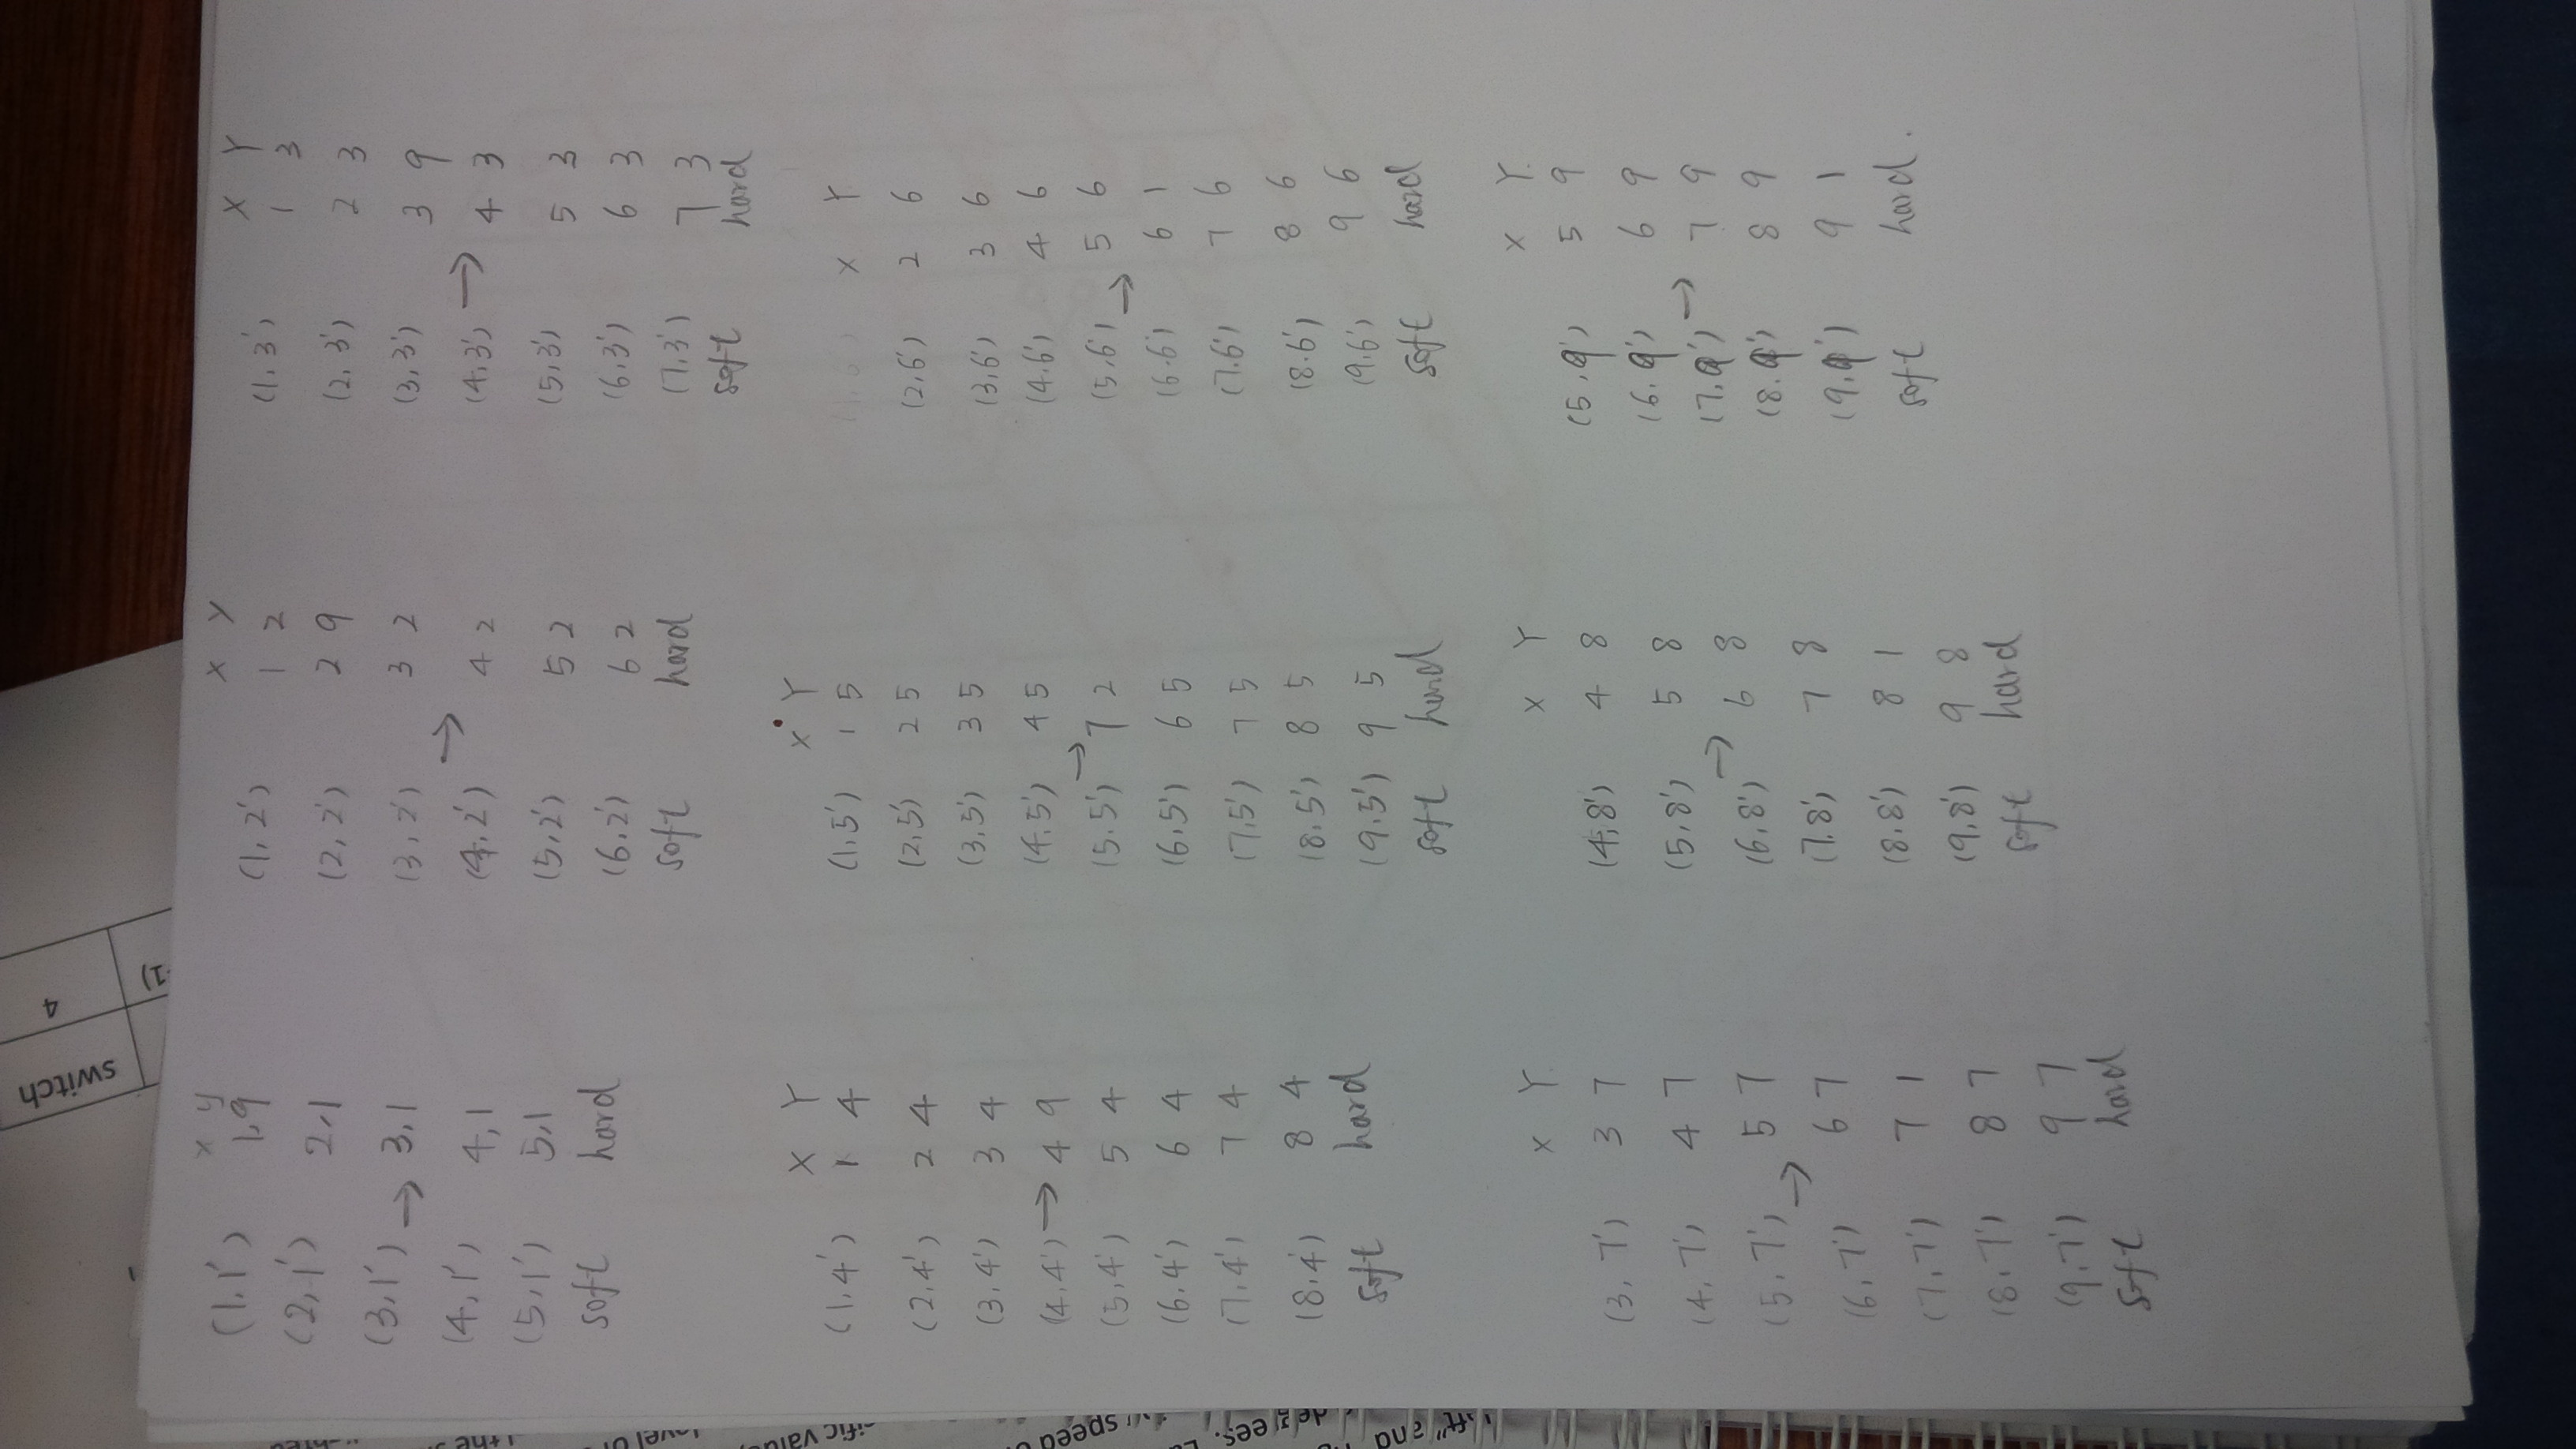 x y
(1,1') 1,9
(2,1') 2,1
(3,1') → 3,1
(4,1') 4,1
(5,1') 5,1
soft hard
X Y
(1,2') 1 2
(2,2') 2 9
(3,2') 3 2
(4,2') → 4 2
(5,2') 5 2
(6,2') 6 2
soft hard
X Y
(1,3') 1 3
(2,3') 2 3
(3,3') 3 9
(4,3') → 4 3
(5,3') 5 3
(6,3') 6 3
(7,3') 7 3
soft hard
X Y
(1,4') 1 4
(2,4') 2 4
(3,4') 3 4
(4,4') → 4 9
(5,4') 5 4
(6,4') 6 4
(7,4') 7 4
(8,4') 8 4
soft hard
X Y
(1,5') 1 5
(2,5') 2 5
(3,5') 3 5
(4,5') 4 5
(5,5') → 7 2
(6,5') 6 5
(7,5') 7 5
(8,5') 8 5
(9,5') 9 5
soft hard
X Y
(2,6') 2 6
(3,6') 3 6
(4,6') 4 6
(5,6') → 5 6
(6,6') 6 1
(7,6') 7 6
(8,6') 8 6
(9,6') 9 6
soft hard
X Y
(3,7') 3 7
(4,7') 4 7
(5,7') → 5 7
(6,7') 6 7
(7,7') 7 1
(8,7') 8 7
(9,7') 9 7
soft hard
X Y
(4,8') 4 8
(5,8') 5 8
(6,8') → 6 8
(7,8') 7 8
(8,8') 8 1
(9,8') 9 8
soft hard
X Y
(5,9') 5 9
(6,9') 6 9
(7,9') → 7 9
(8,9') 8 9
(9,9') 9 1
soft hard.
switch
1) 4
and
degrees. speed